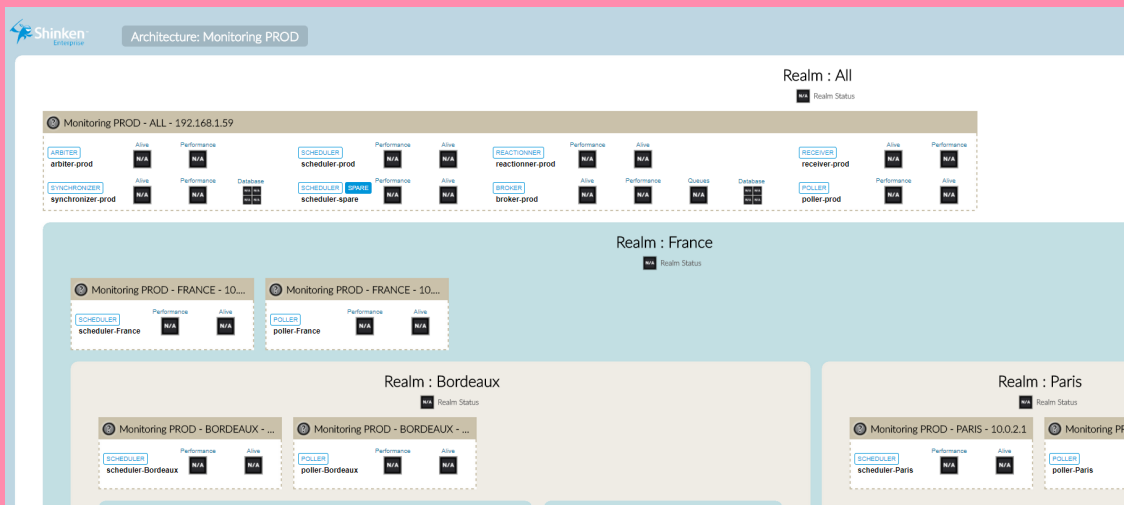 Shinken
Enterprise
Architecture: Monitoring PROD
Realm : All
N/A Realm Status
Monitoring PROD - ALL - 192.168.1.59
ARBITER
arbiter-prod
Alive
N/A
Performance
N/A
SCHEDULER
scheduler-prod
Performance
N/A
Alive
N/A
REACTIONNER
reactionner-prod
Performance
N/A
Alive
N/A
RECEIVER
receiver-prod
Alive
N/A
Performance
N/A
SYNCHRONIZER
synchronizer-prod
Alive
N/A
Performance
N/A
Database
N/A N/A
N/A N/A
SCHEDULER SPARE
scheduler-spare
Performance
N/A
Alive
N/A
BROKER
broker-prod
Alive
N/A
Performance
N/A
Queues
N/A
Database
N/A N/A
N/A N/A
POLLER
poller-prod
Performance
N/A
Alive
N/A
Realm : France
N/A Realm Status
Monitoring PROD - FRANCE - 10....
SCHEDULER
scheduler-France
Performance
N/A
Alive
N/A
Monitoring PROD - FRANCE - 10....
POLLER
poller-France
Performance
N/A
Alive
N/A
Realm : Bordeaux
N/A Realm Status
Monitoring PROD - BORDEAUX - ...
SCHEDULER
scheduler-Bordeaux
Performance
N/A
Alive
N/A
Monitoring PROD - BORDEAUX - ...
POLLER
poller-Bordeaux
Performance
N/A
Alive
N/A
Realm : Paris
N/A Realm Status
Monitoring PROD - PARIS - 10.0.2.1
SCHEDULER
scheduler-Paris
Performance
N/A
Alive
N/A
Monitoring PR
POLLER
poller-Paris